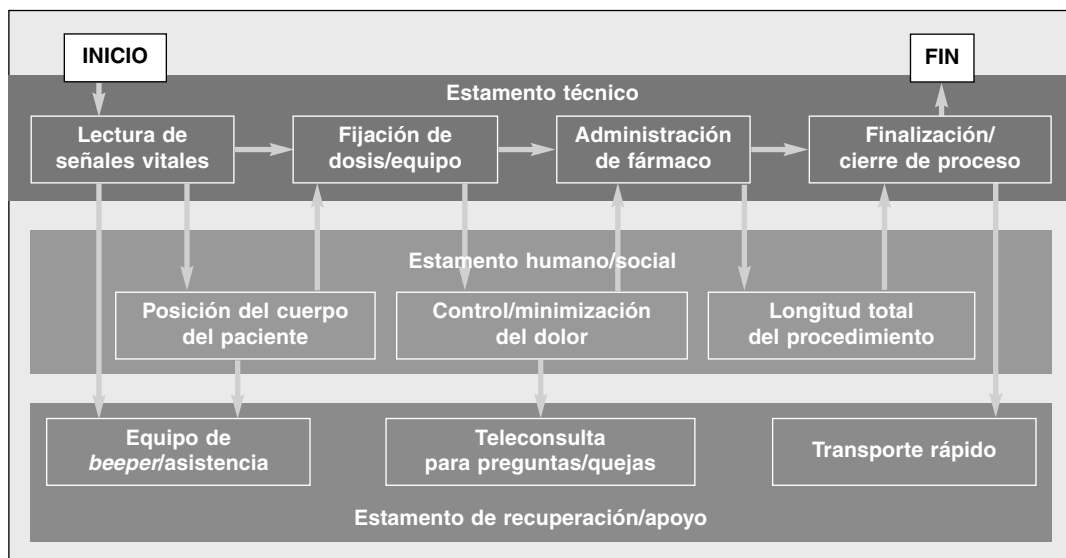 INICIO
FIN
Estamento técnico
Lectura de
señales vitales
Fijación de
dosis/equipo
Administración
de fármaco
Finalización/
cierre de proceso
Estamento humano/social
Posición del cuerpo
del paciente
Control/minimización
del dolor
Longitud total
del procedimiento
Equipo de
beeper/asistencia
Teleconsulta
para preguntas/quejas
Transporte rápido
Estamento de recuperación/apoyo